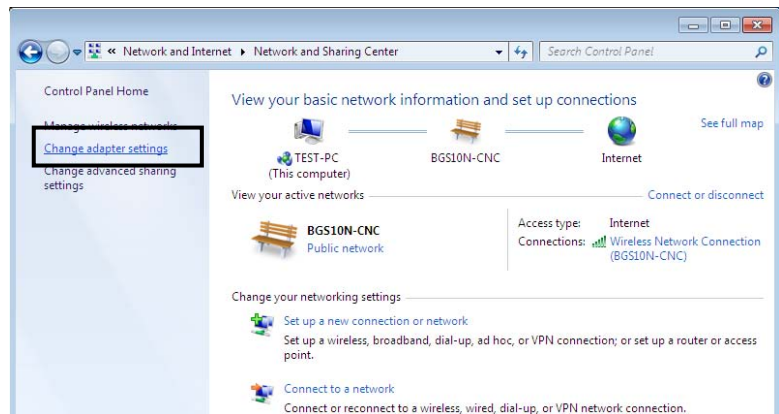 « Network and Internet ▸ Network and Sharing Center
Search Control Panel
Control Panel Home
Manage wireless networks
Change adapter settings
Change advanced sharing
settings
View your basic network information and set up connections
See full map
TEST-PC
(This computer)
BGS10N-CNC
Internet
View your active networks
Connect or disconnect
BGS10N-CNC
Public network
Access type: Internet
Connections: Wireless Network Connection
(BGS10N-CNC)
Change your networking settings
Set up a new connection or network
Set up a wireless, broadband, dial-up, ad hoc, or VPN connection; or set up a router or access
point.
Connect to a network
Connect or reconnect to a wireless, wired, dial-up, or VPN network connection.